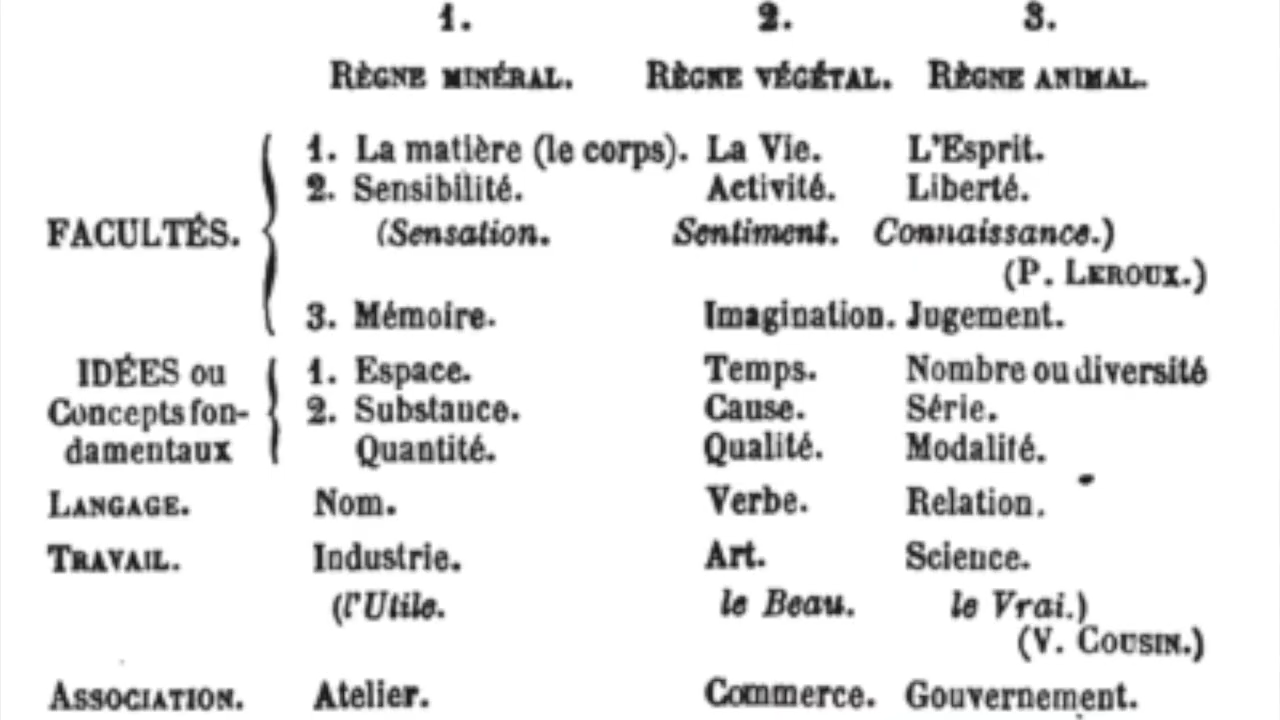 1. 2. 3.
RÈGNE MINÉRAL. RÈGNE VÉGÉTAL. RÈGNE ANIMAL.
1. La matière (le corps). La Vie. L'Esprit.
2. Sensibilité. Activité. Liberté.
FACULTÉS. (Sensation. Sentiment. Connaissance.)
(P. LEROUX.)
3. Mémoire. Imagination. Jugement.
IDÉES ou 1. Espace. Temps. Nombre ou diversité
Concepts fon- 2. Substance. Cause. Série.
damentaux Quantité. Qualité. Modalité.
LANGAGE. Nom. Verbe. Relation.
TRAVAIL. Industrie. Art. Science.
(l'Utile. le Beau. le Vrai.)
(V. COUSIN.)
ASSOCIATION. Atelier. Commerce. Gouvernement.